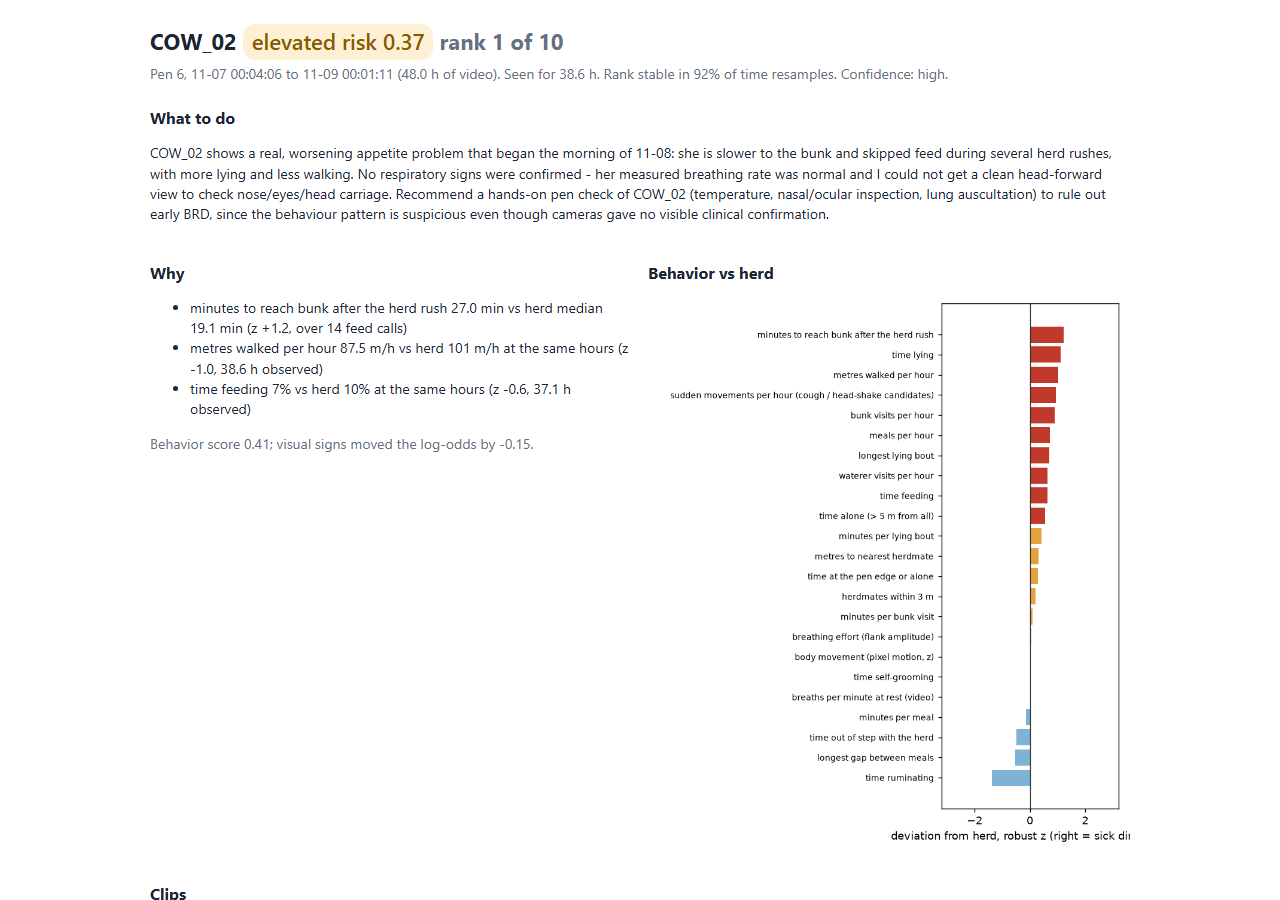 COW_02 elevated risk 0.37 rank 1 of 10
Pen 6, 11-07 00:04:06 to 11-09 00:01:11 (48.0 h of video). Seen for 38.6 h. Rank stable in 92% of time resamples. Confidence: high.
What to do
COW_02 shows a real, worsening appetite problem that began the morning of 11-08: she is slower to the bunk and skipped feed during several herd rushes,
with more lying and less walking. No respiratory signs were confirmed - her measured breathing rate was normal and I could not get a clean head-forward
view to check nose/eyes/head carriage. Recommend a hands-on pen check of COW_02 (temperature, nasal/ocular inspection, lung auscultation) to rule out
early BRD, since the behaviour pattern is suspicious even though cameras gave no visible clinical confirmation.
Why
• minutes to reach bunk after the herd rush 27.0 min vs herd median
19.1 min (z +1.2, over 14 feed calls)
• metres walked per hour 87.5 m/h vs herd 101 m/h at the same hours (z
-1.0, 38.6 h observed)
• time feeding 7% vs herd 10% at the same hours (z -0.6, 37.1 h
observed)
Behavior score 0.41; visual signs moved the log-odds by -0.15.
Behavior vs herd
minutes to reach bunk after the herd rush
time lying
metres walked per hour
sudden movements per hour (cough / head-shake candidates)
bunk visits per hour
meals per hour
longest lying bout
waterer visits per hour
time feeding
time alone (> 5 m from all)
minutes per lying bout
metres to nearest herdmate
time at the pen edge or alone
herdmates within 3 m
minutes per bunk visit
breathing effort (flank amplitude)
body movement (pixel motion, z)
time self-grooming
breaths per minute at rest (video)
minutes per meal
time out of step with the herd
longest gap between meals
time ruminating
−2 0 2
deviation from herd, robust z (right = sick dir
Clips